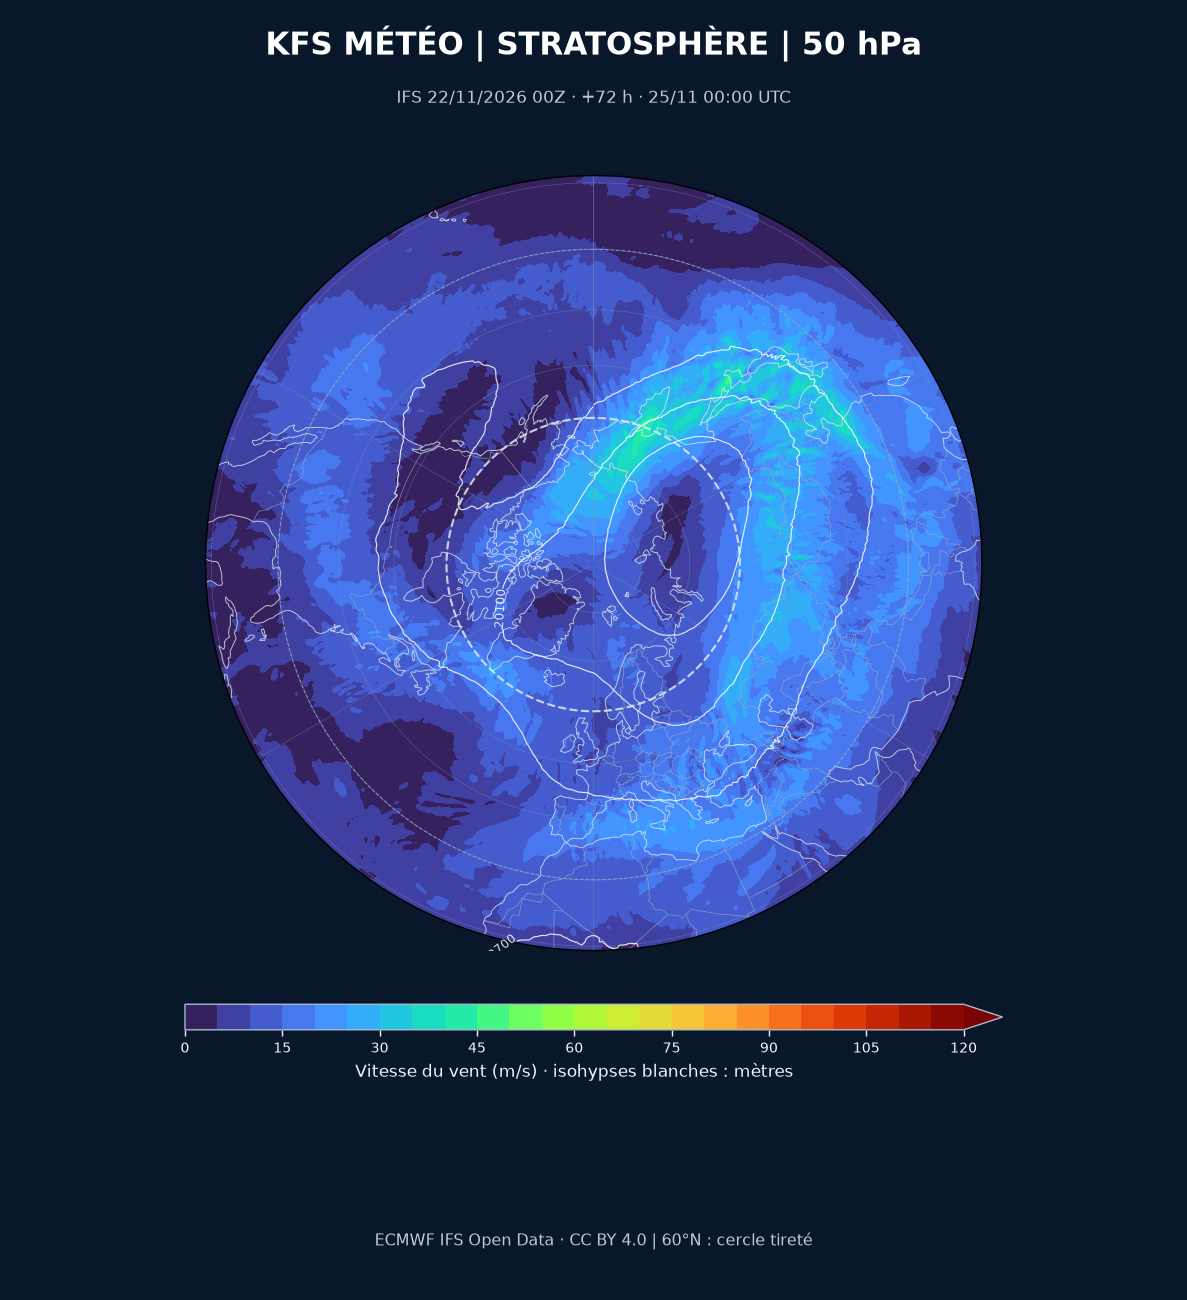 KFS MÉTÉO | STRATOSPHÈRE | 50 hPa
IFS 22/11/2026 00Z · +72 h · 25/11 00:00 UTC
20100
0 15 30 45 60 75 90 105 120
Vitesse du vent (m/s) · isohypses blanches : mètres
ECMWF IFS Open Data · CC BY 4.0 | 60°N : cercle tireté